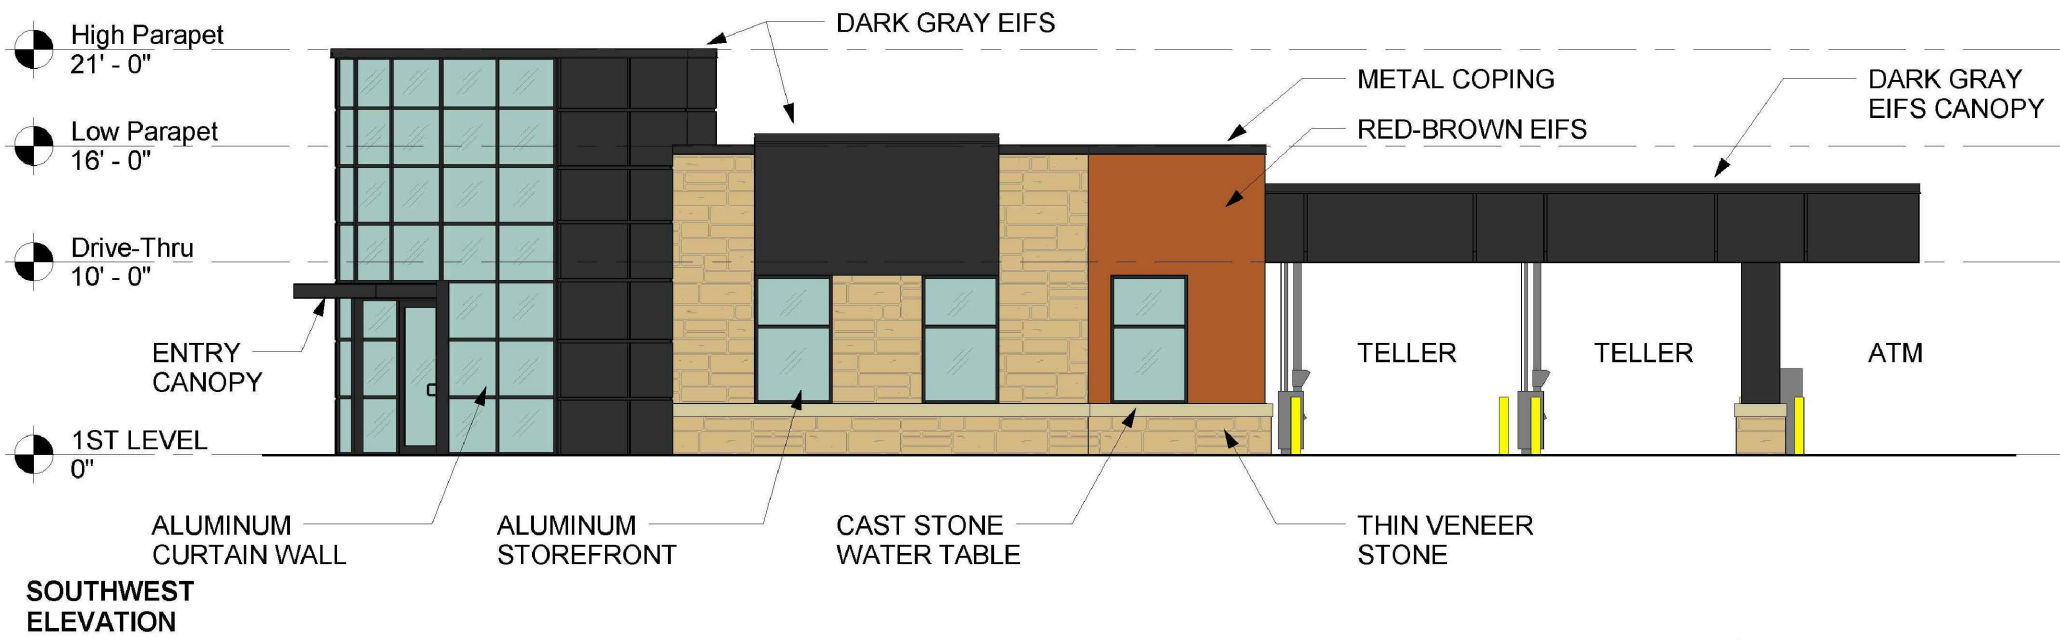 DARK GRAY EIFS
High Parapet
21' - 0"
METAL COPING
DARK GRAY
EIFS CANOPY
Low Parapet
16' - 0"
RED-BROWN EIFS
Drive-Thru
10' - 0"
ENTRY
CANOPY
TELLER
TELLER
ATM
1ST LEVEL
0"
ALUMINUM
CURTAIN WALL
ALUMINUM
STOREFRONT
CAST STONE
WATER TABLE
THIN VENEER
STONE
SOUTHWEST
ELEVATION